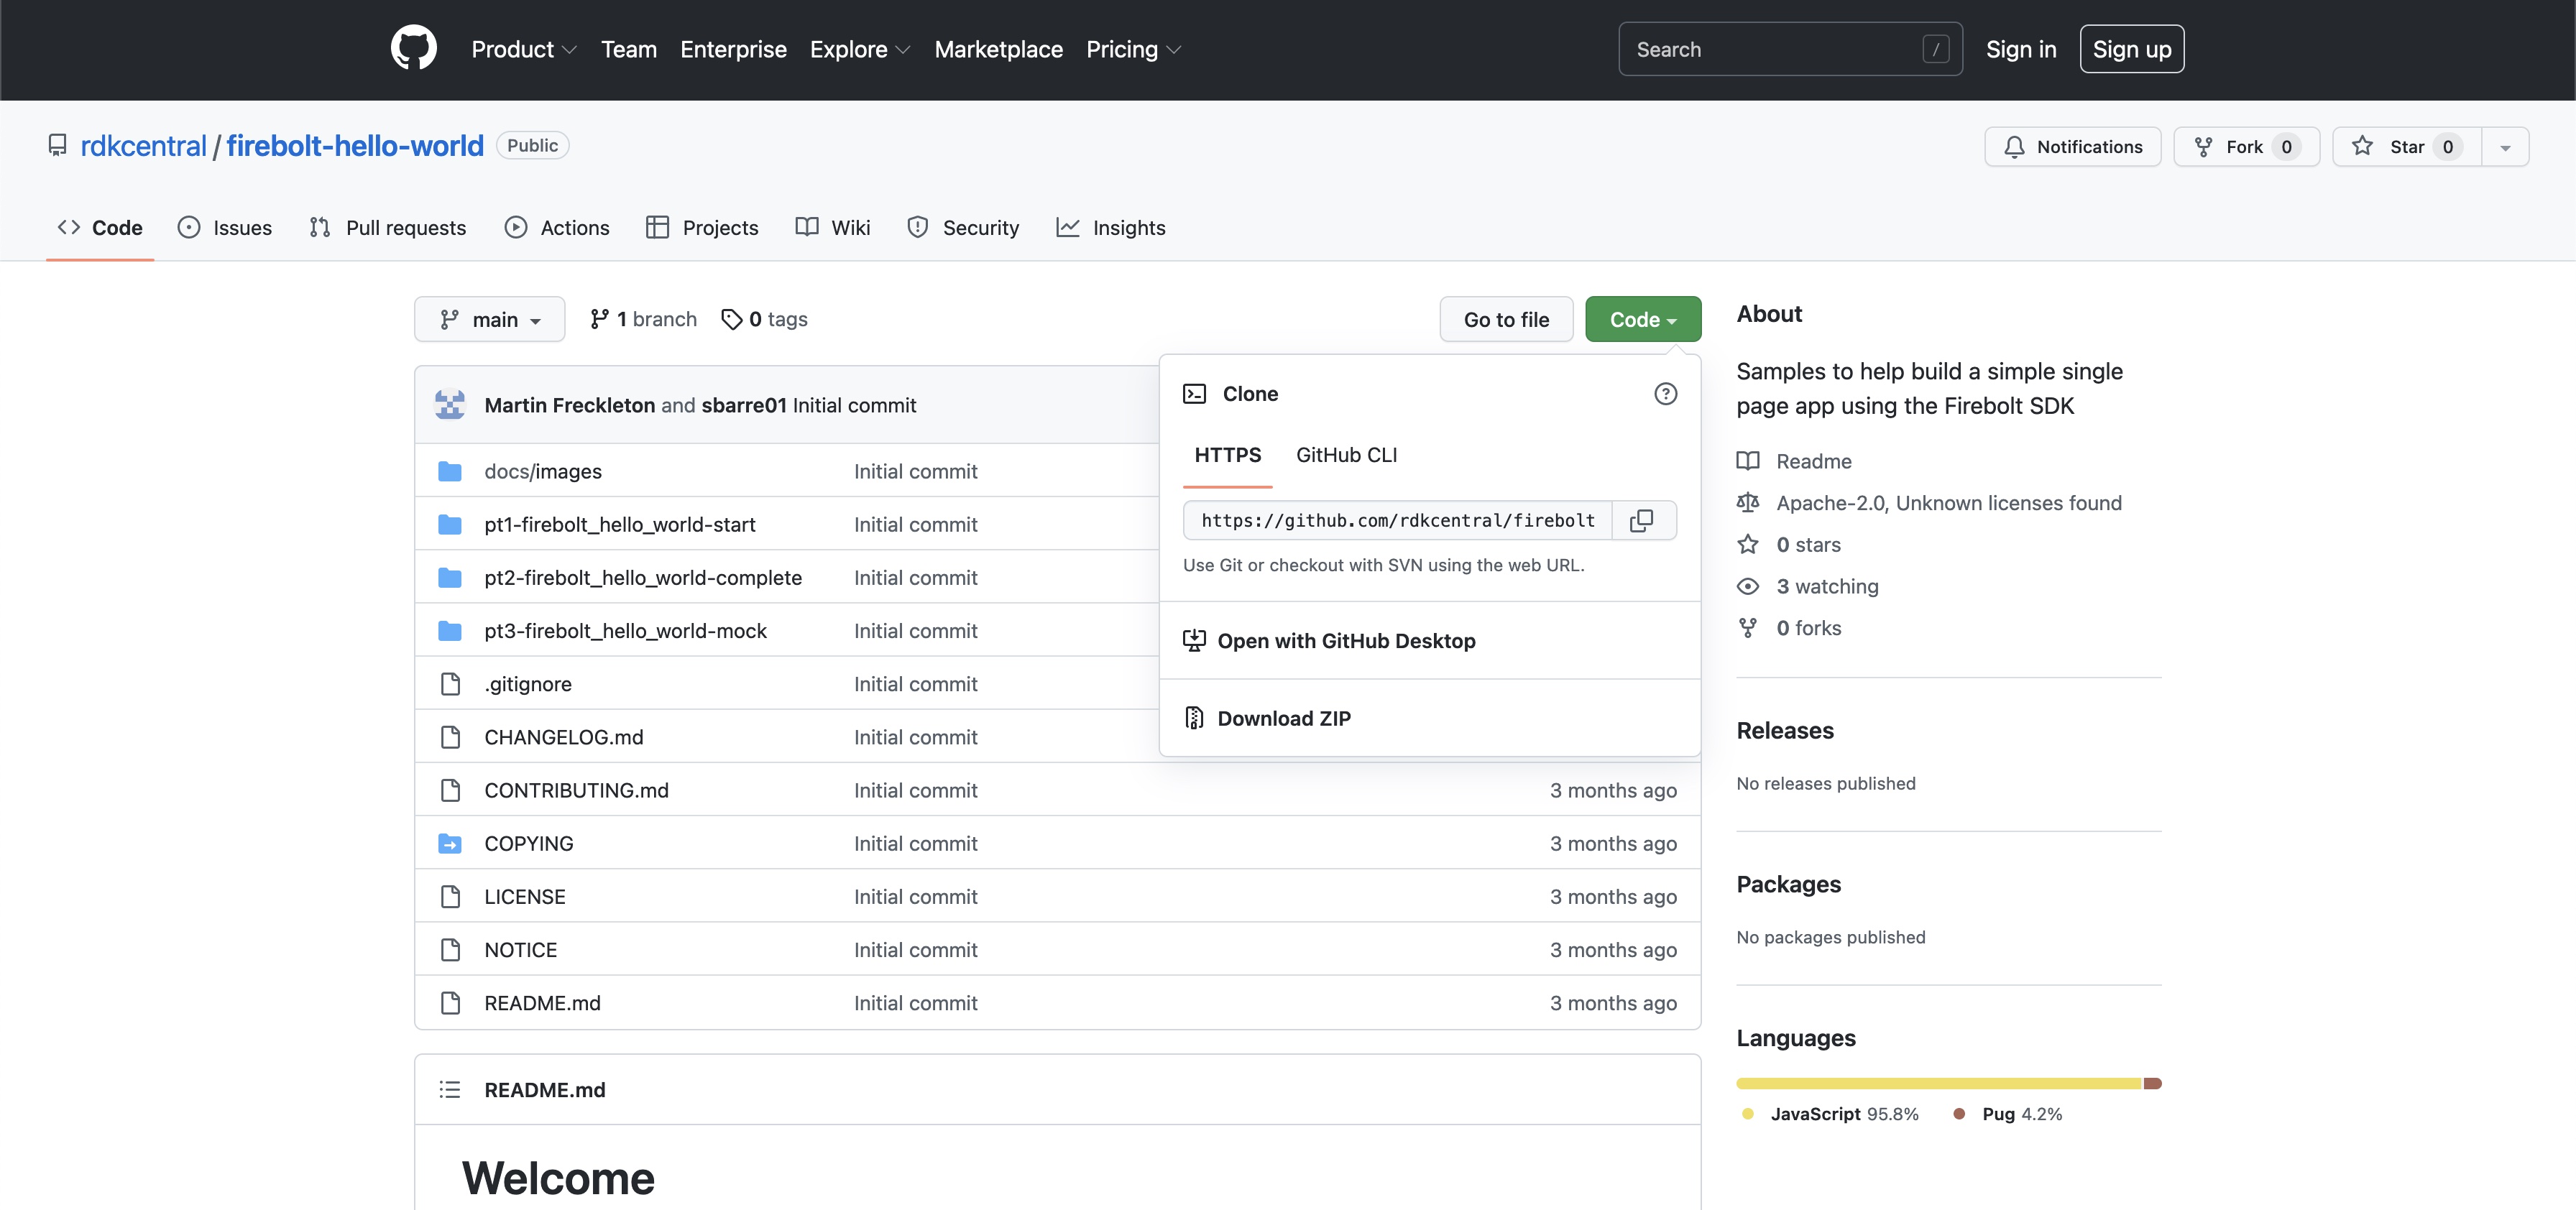 Product Team Enterprise Explore Marketplace Pricing Search / Sign in Sign up
rdkcentral / firebolt-hello-world Public Notifications Fork 0 Star 0
Code Issues Pull requests Actions Projects Wiki Security Insights
main 1 branch 0 tags Go to file Code
Martin Freckleton and sbarre01 Initial commit
docs/images Initial commit
pt1-firebolt_hello_world-start Initial commit
pt2-firebolt_hello_world-complete Initial commit
pt3-firebolt_hello_world-mock Initial commit
.gitignore Initial commit
CHANGELOG.md Initial commit
CONTRIBUTING.md Initial commit 3 months ago
COPYING Initial commit 3 months ago
LICENSE Initial commit 3 months ago
NOTICE Initial commit 3 months ago
README.md Initial commit 3 months ago
Clone
HTTPS GitHub CLI
https://github.com/rdkcentral/firebolt
Use Git or checkout with SVN using the web URL.
Open with GitHub Desktop
Download ZIP
README.md
Welcome
About
Samples to help build a simple single
page app using the Firebolt SDK
Readme
Apache-2.0, Unknown licenses found
0 stars
3 watching
0 forks
Releases
No releases published
Packages
No packages published
Languages
JavaScript 95.8% Pug 4.2%